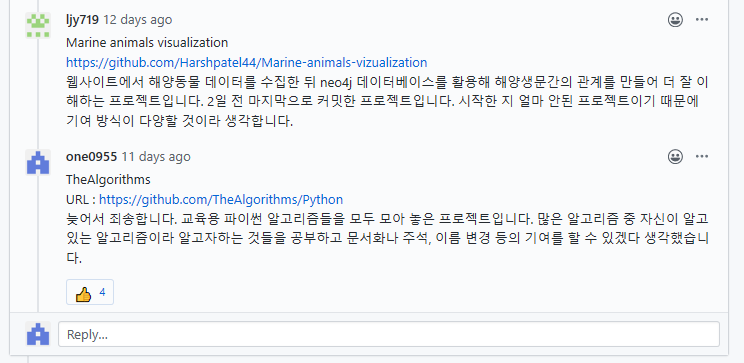 ljy719 12 days ago
Marine animals visualization
https://github.com/Harshpatel44/Marine-animals-vizualization
웹사이트에서 해양동물 데이터를 수집한 뒤 neo4j 데이터베이스를 활용해 해양생문간의 관계를 만들어 더 잘 이
해하는 프로젝트입니다. 2일 전 마지막으로 커밋한 프로젝트입니다. 시작한 지 얼마 안된 프로젝트이기 때문에
기여 방식이 다양할 것이라 생각합니다.
one0955 11 days ago
TheAlgorithms
URL : https://github.com/TheAlgorithms/Python
늦어서 죄송합니다. 교육용 파이썬 알고리즘들을 모두 모아 놓은 프로젝트입니다. 많은 알고리즘 중 자신이 알고
있는 알고리즘이라 알고자하는 것들을 공부하고 문서화나 주석, 이름 변경 등의 기여를 할 수 있겠다 생각했습니
다.
4
Reply...